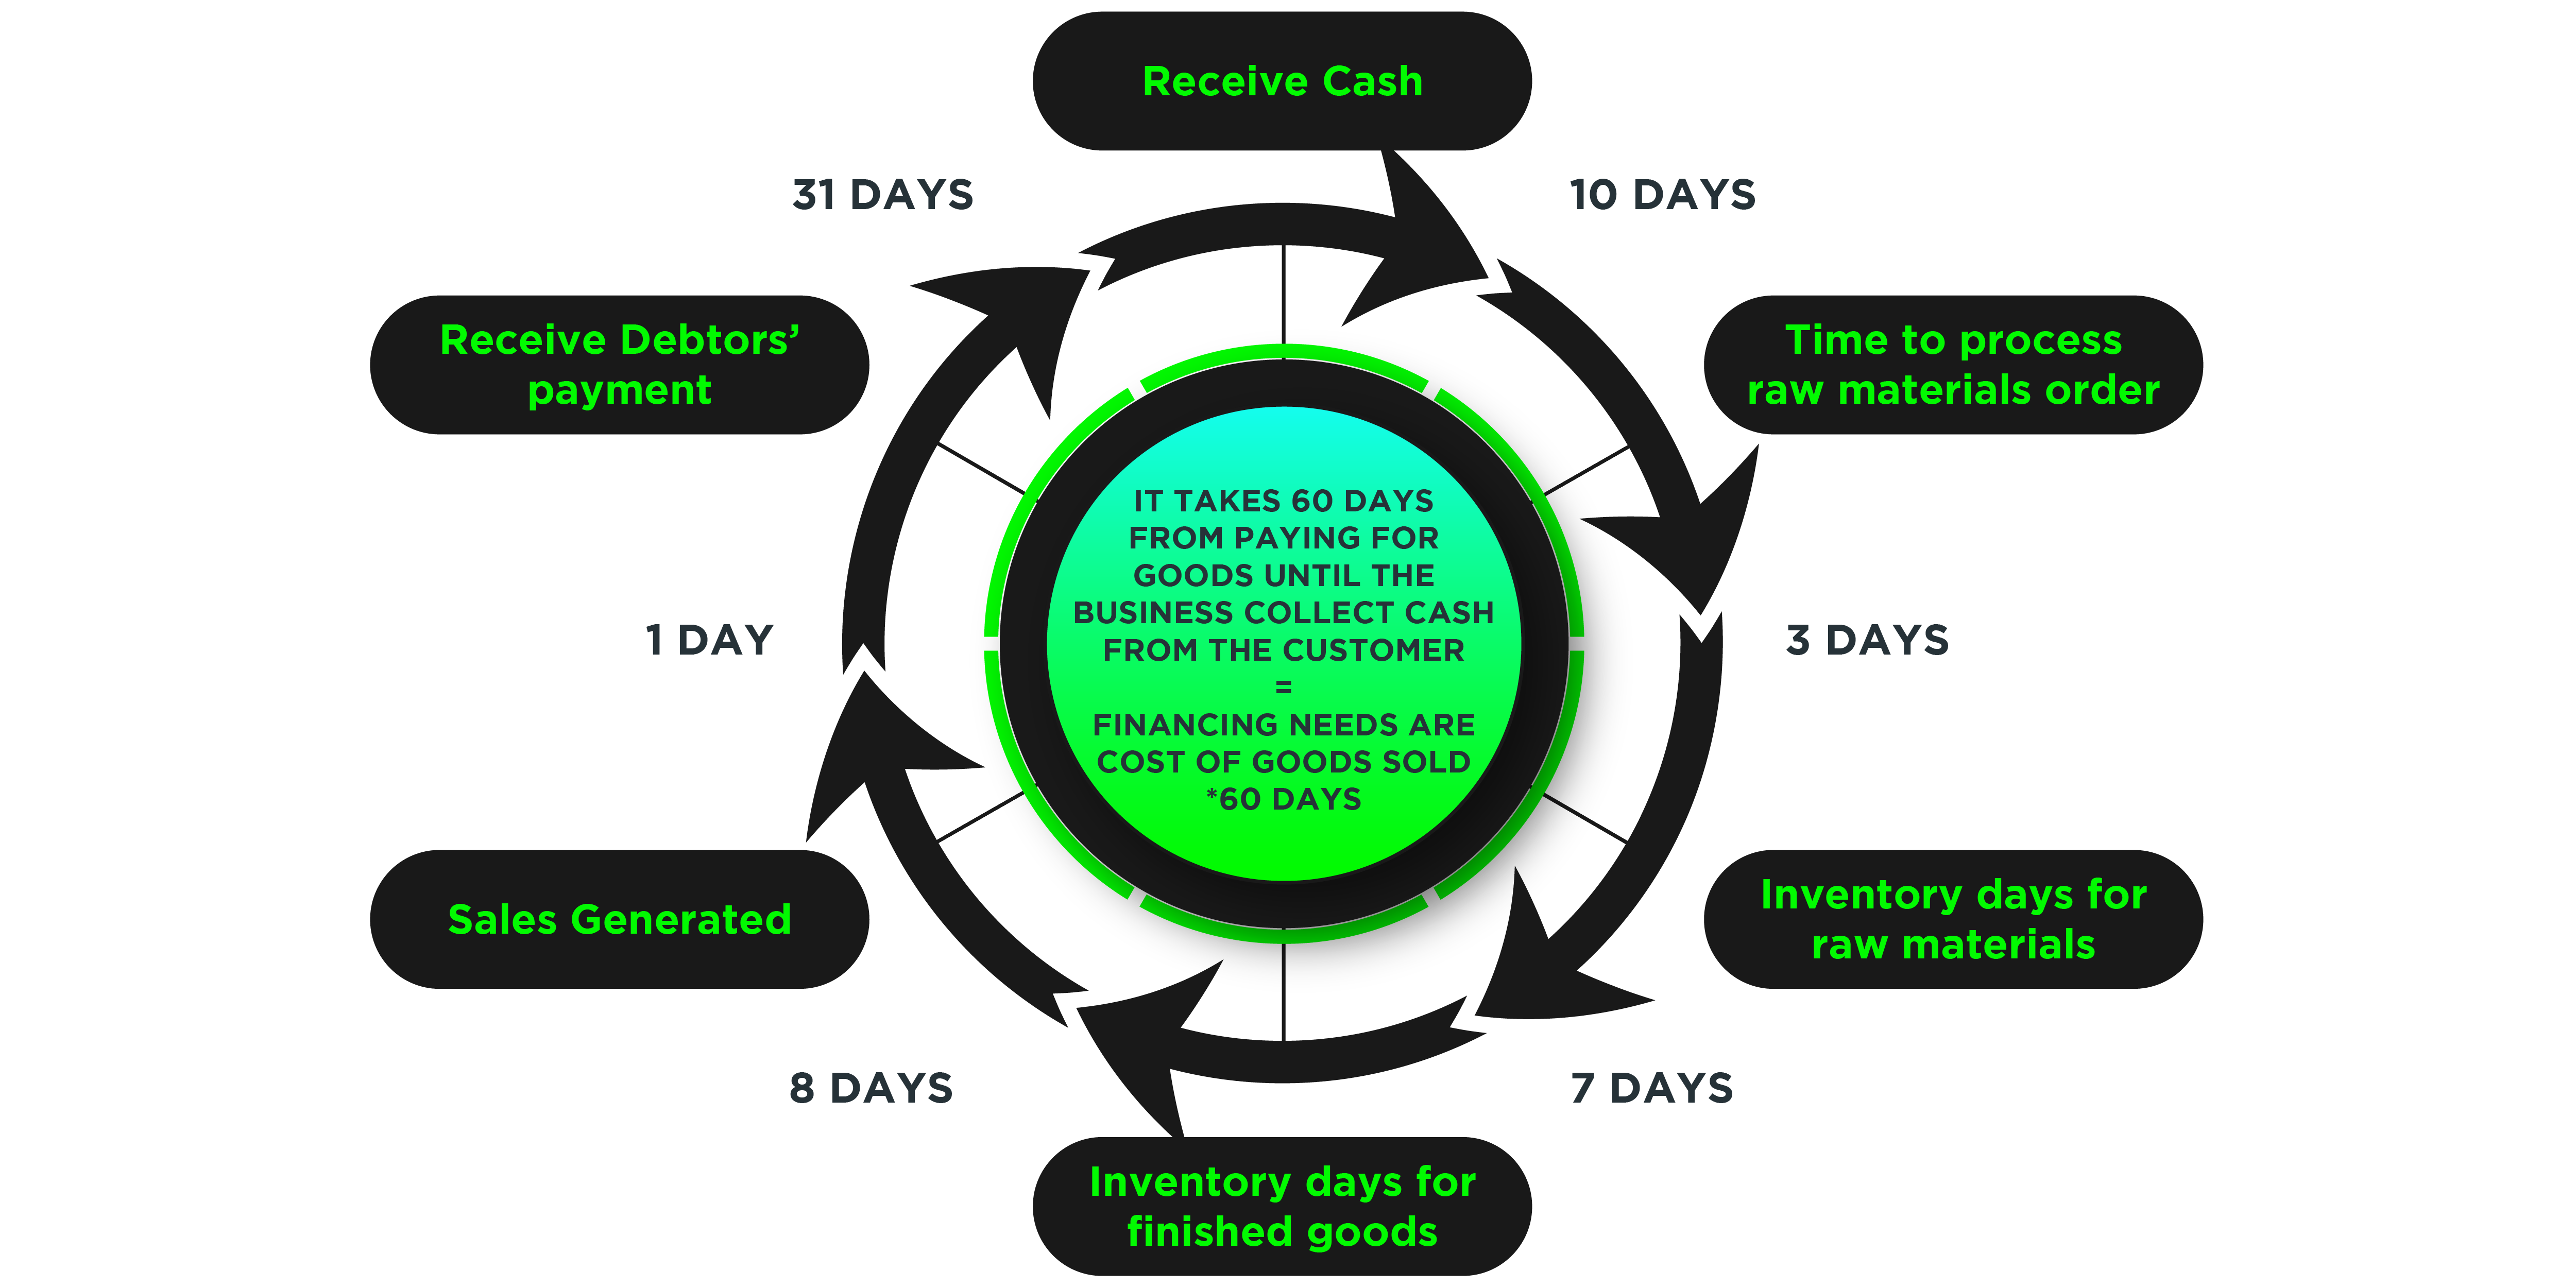 Receive Cash
31 DAYS
10 DAYS
Receive Debtors’
payment
Time to process
raw materials order
IT TAKES 60 DAYS
FROM PAYING FOR
GOODS UNTIL THE
BUSINESS COLLECT CASH
FROM THE CUSTOMER
=
FINANCING NEEDS ARE
COST OF GOODS SOLD
*60 DAYS
1 DAY
3 DAYS
Sales Generated
Inventory days for
raw materials
8 DAYS
7 DAYS
Inventory days for
finished goods